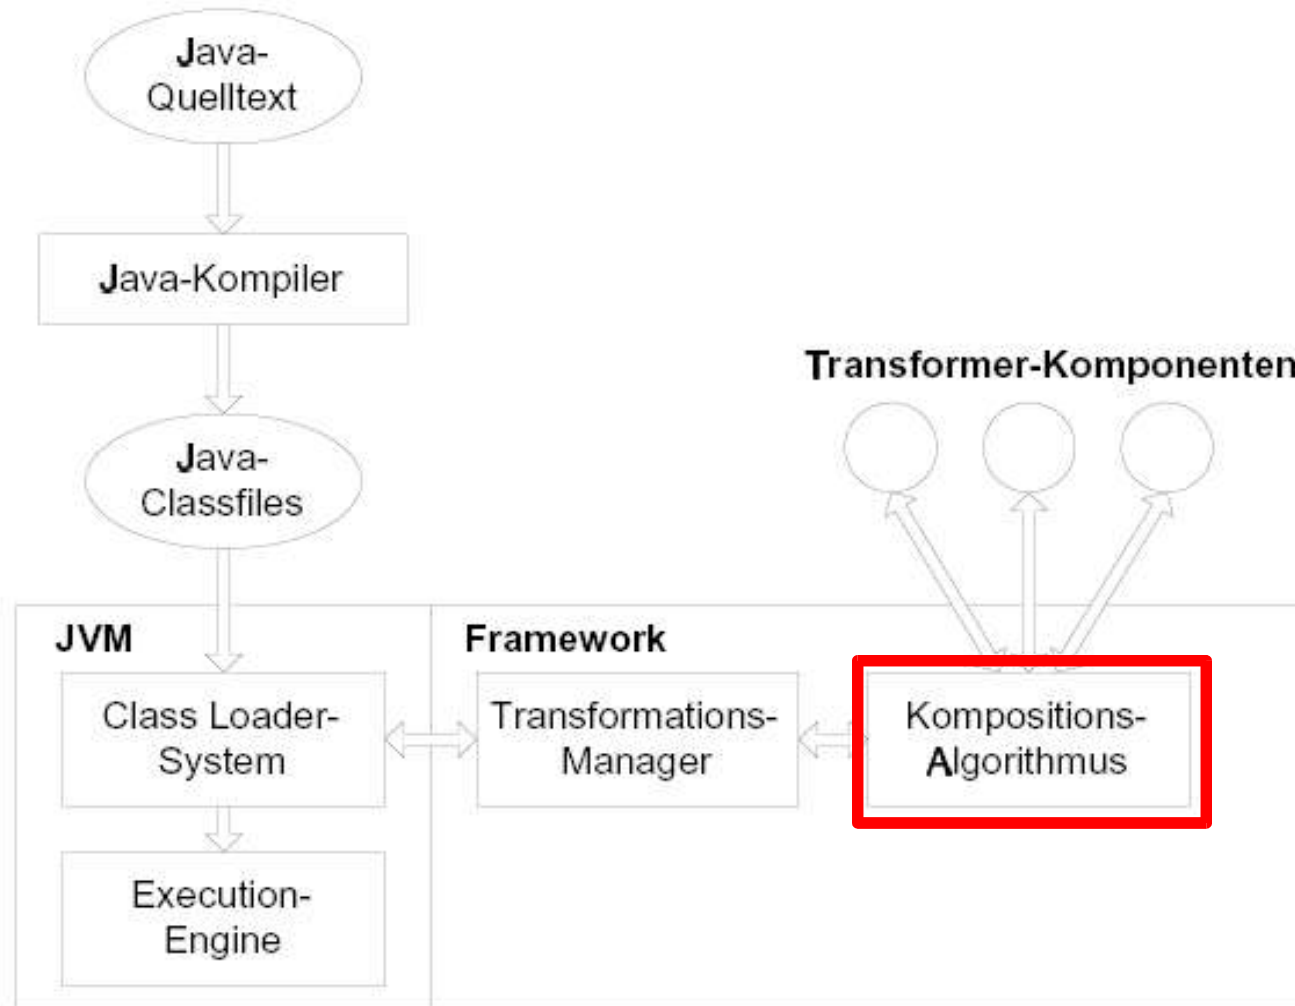 Java-
Quelltext
Java-Kompiler
Transformer-Komponenten
Java-
Classfiles
JVM
Framework
Class Loader-
System
Transformations-
Manager
Kompositions-
Algorithmus
Execution-
Engine